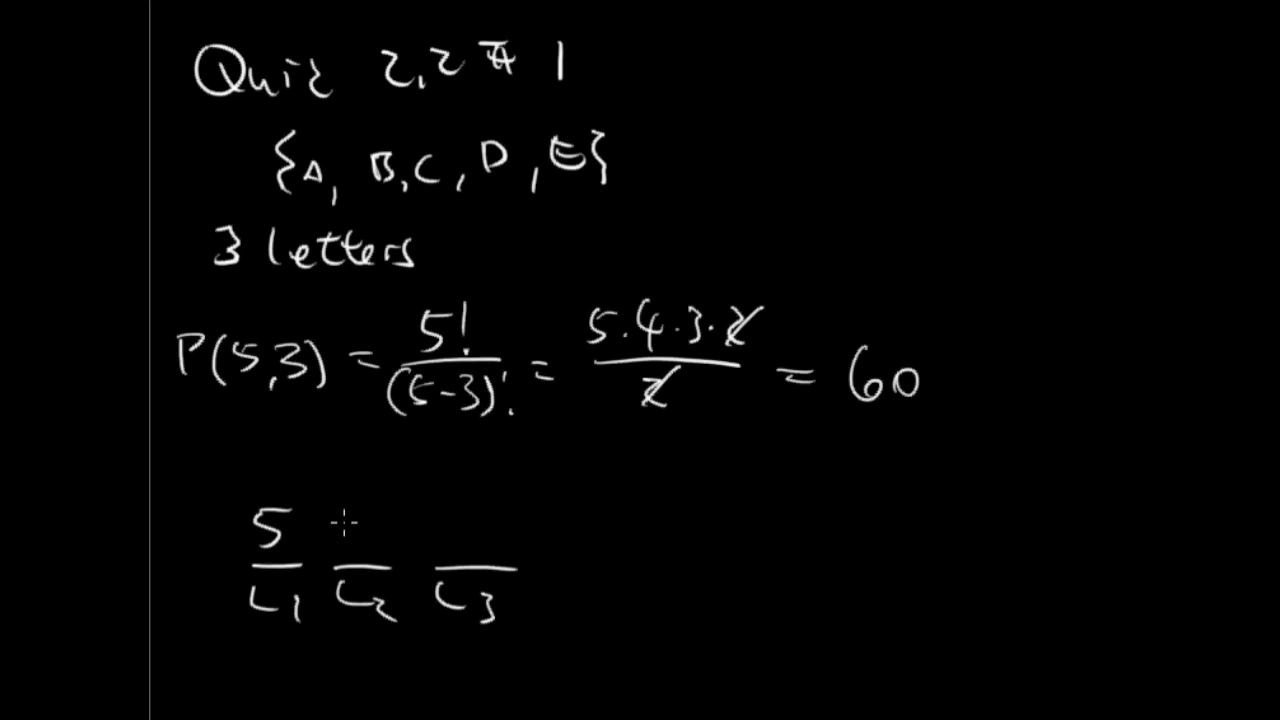 Quiz 2.2 # 1
{A, B, C, D, E}
3 letters
P(5,3) = 5!/(5-3)! = 5·4·3·2/2 = 60
5
L1 L2 L3